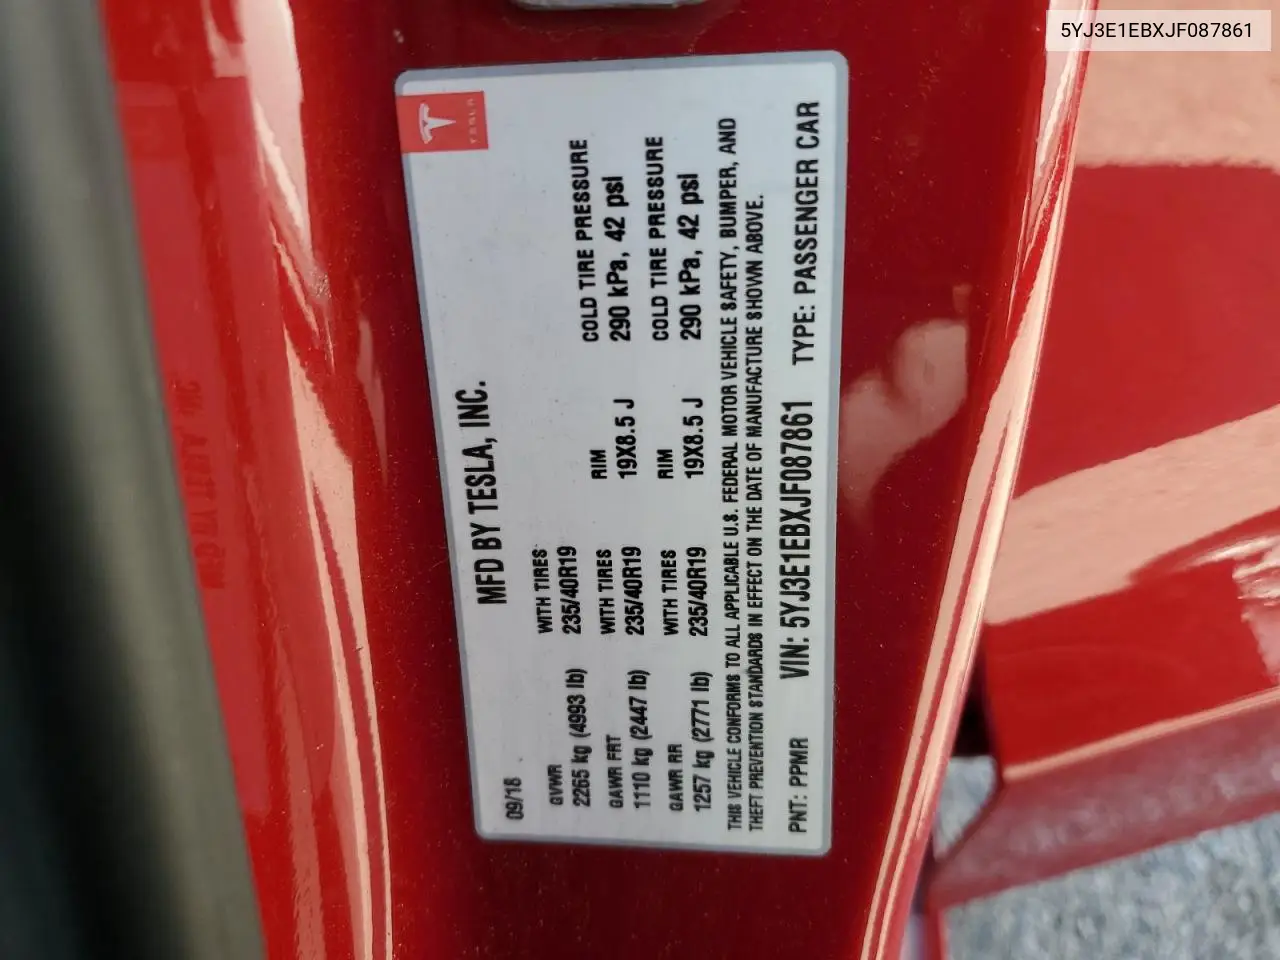 5YJ3E1EBXJF087861
TESLA
MFD BY TESLA, INC.
09/18
GVWR WITH TIRES COLD TIRE PRESSURE
2265 kg (4993 lb) 235/40R19 RIM 290 kPa, 42 psi
GAWR FRT WITH TIRES 19X8.5 J COLD TIRE PRESSURE
1110 kg (2447 lb) 235/40R19 RIM 290 kPa, 42 psi
GAWR RR WITH TIRES 19X8.5 J
1257 kg (2771 lb) 235/40R19
THIS VEHICLE CONFORMS TO ALL APPLICABLE U.S. FEDERAL MOTOR VEHICLE SAFETY, BUMPER, AND
THEFT PREVENTION STANDARDS IN EFFECT ON THE DATE OF MANUFACTURE SHOWN ABOVE.
PNT: PPMR VIN: 5YJ3E1EBXJF087861 TYPE: PASSENGER CAR